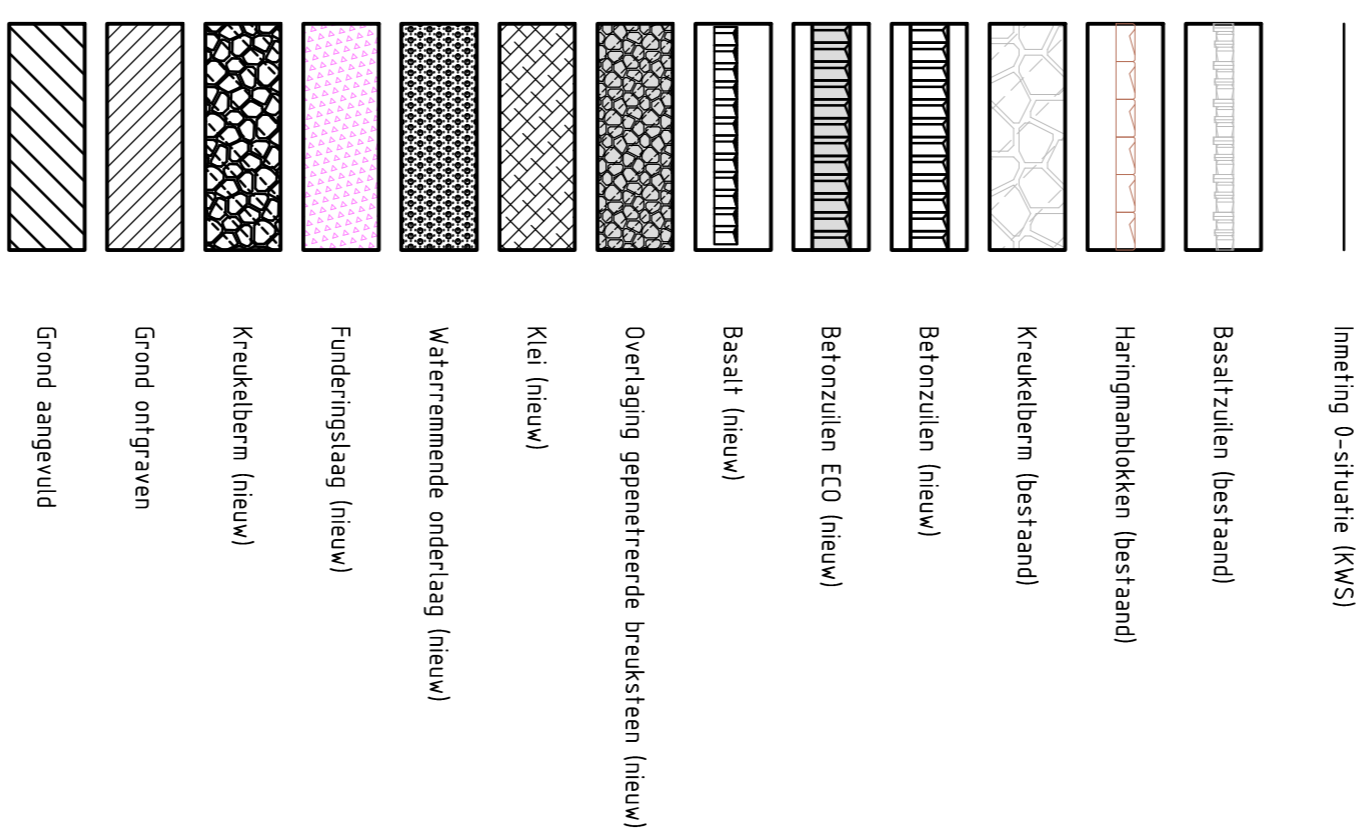 Inmeting 0-situatie (KWS)
Basaltzuilen (bestaand)
Haringmanblokken (bestaand)
Kreukelberm (bestaand)
Betonzuilen (nieuw)
Betonzuilen ECO (nieuw)
Basalt (nieuw)
Overlaging gepenetreerde breuksteen (nieuw)
Klei (nieuw)
Waterremmende onderlaag (nieuw)
Funderingslaag (nieuw)
Kreukelberm (nieuw)
Grond ontgraven
Grond aangevuld